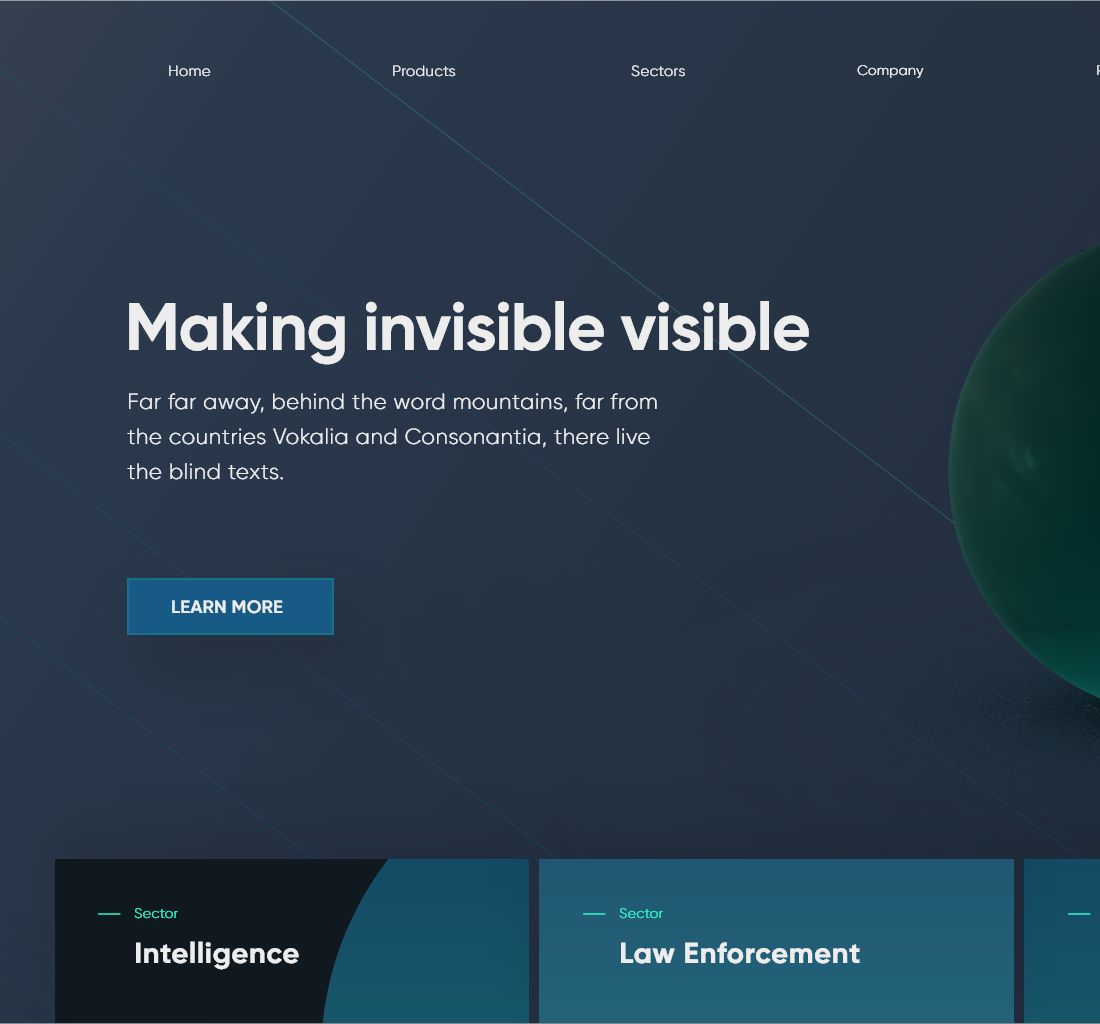 Home
Products
Sectors
Company
Making invisible visible
Far far away, behind the word mountains, far from
the countries Vokalia and Consonantia, there live
the blind texts.
LEARN MORE
Sector
Intelligence
Sector
Law Enforcement